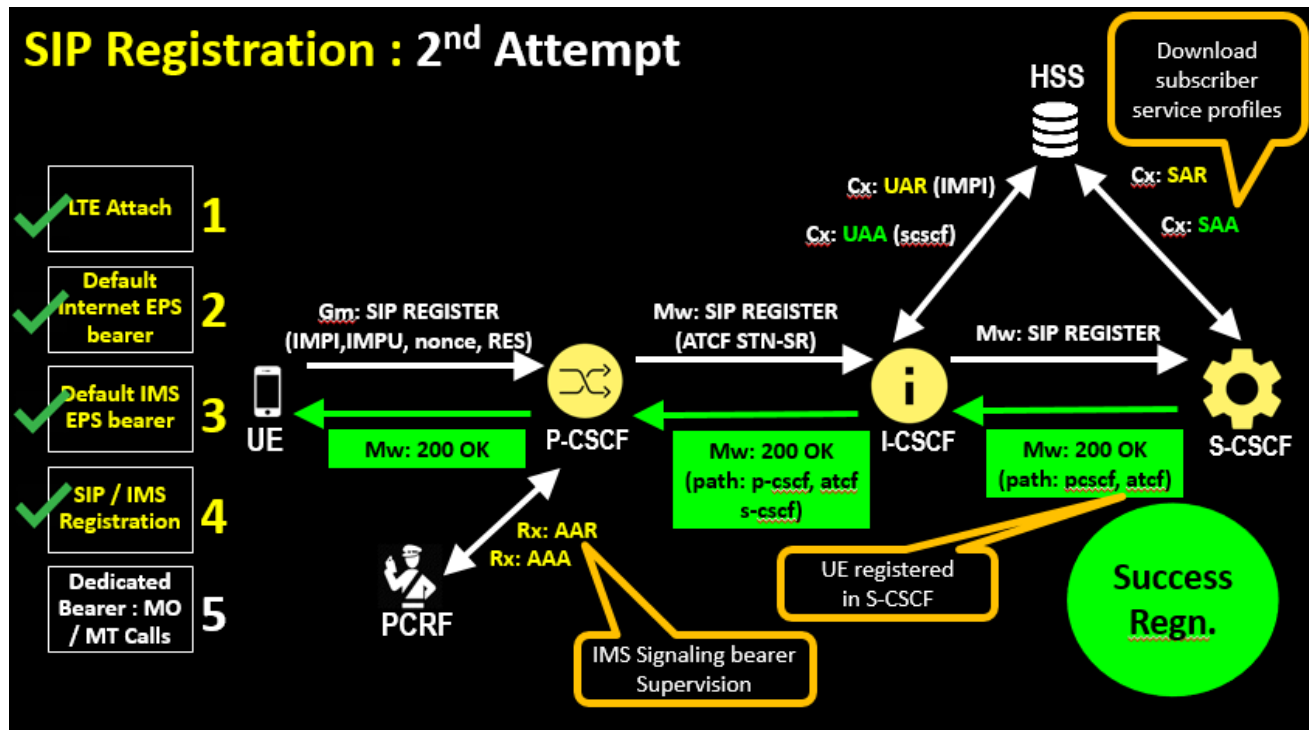 SIP Registration : 2nd Attempt
Download
subscriber
service profiles
HSS
LTE Attach
1
Default
Internet EPS
bearer
2
Default IMS
EPS bearer
3
SIP / IMS
Registration
4
Dedicated
Bearer : MO
/ MT Calls
5
Cx: UAR (IMPI)
Cx: UAA (scscf)
Cx: SAR
Cx: SAA
Gm: SIP REGISTER
(IMPI,IMPU, nonce, RES)
Mw: SIP REGISTER
(ATCF STN-SR)
Mw: SIP REGISTER
i
UE
P-CSCF
I-CSCF
S-CSCF
Mw: 200 OK
Mw: 200 OK
(path: p-cscf, atcf
s-cscf)
Mw: 200 OK
(path: pcscf, atcf)
Rx: AAR
Rx: AAA
PCRF
IMS Signaling bearer
Supervision
UE registered
in S-CSCF
Success
Regn.